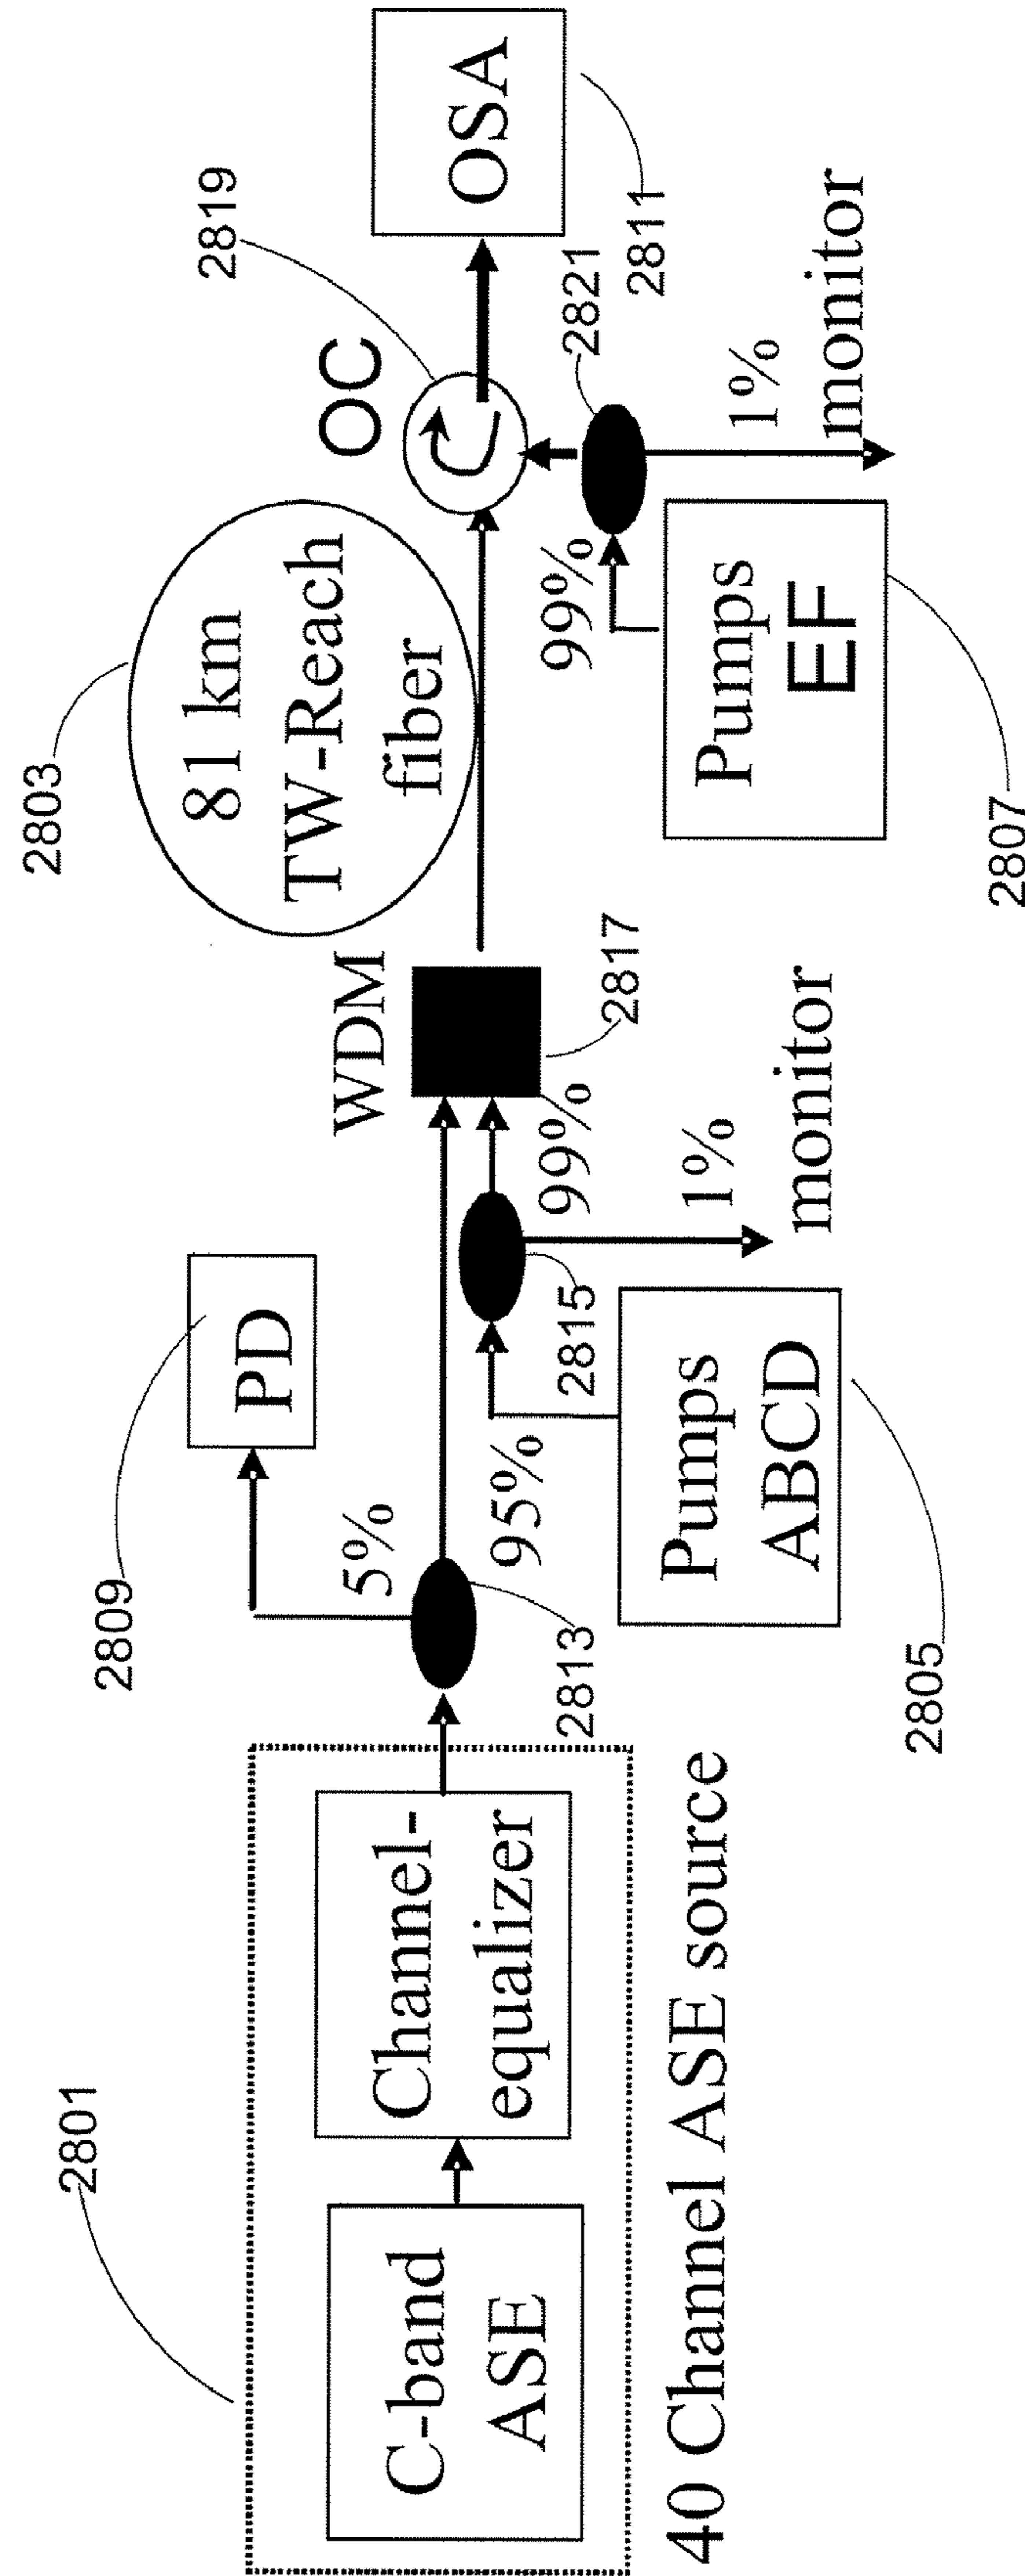 2801
C-band
ASE
Channel-
equalizer
40 Channel ASE source
2809
PD
5%
95%
2813
Pumps
ABCD
2805
2815
99%
1%
monitor
WDM
2817
2803
81 km
TW-Reach
fiber
Pumps
EF
2807
99%
1%
monitor
2821
OC
2819
OSA
2811